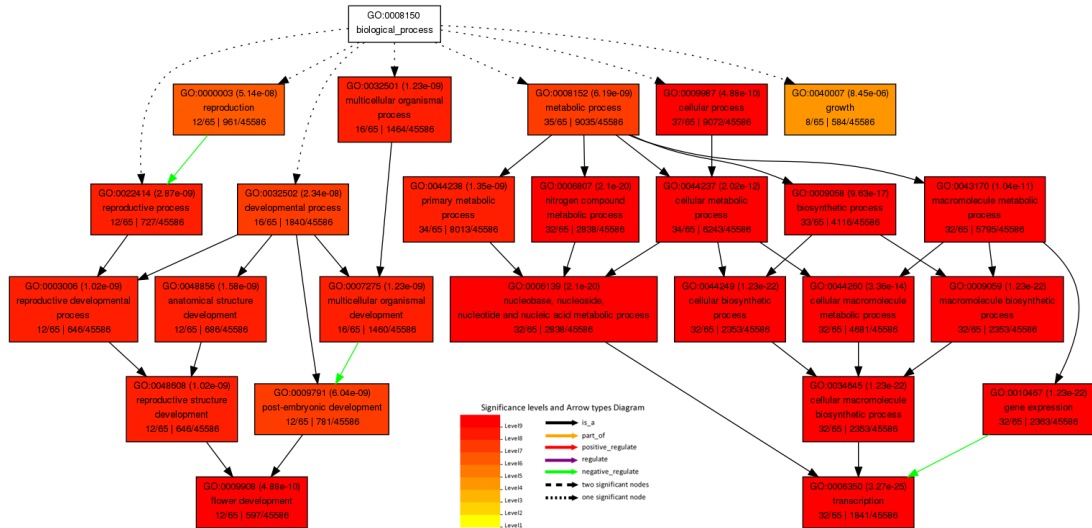 GO:0008150
biological_process
GO:0000003 (5.14e-08)
reproduction
12/65 | 961/45586
GO:0032501 (1.23e-09)
multicellular organismal
process
16/65 | 1464/45586
GO:0008152 (6.19e-09)
metabolic process
35/65 | 9035/45586
GO:0009987 (4.88e-10)
cellular process
37/65 | 9072/45586
GO:0040007 (8.45e-06)
growth
8/65 | 584/45586
GO:0022414 (2.87e-09)
reproductive process
12/65 | 727/45586
GO:0032502 (2.34e-08)
developmental process
16/65 | 1840/45586
GO:0044238 (1.35e-09)
primary metabolic
process
34/65 | 8013/45586
GO:0006807 (2.1e-20)
nitrogen compound
metabolic process
32/65 | 2838/45586
GO:0044237 (2.02e-12)
cellular metabolic
process
34/65 | 6243/45586
GO:0009058 (9.63e-17)
biosynthetic process
33/65 | 4116/45586
GO:0043170 (1.04e-11)
macromolecule metabolic
process
32/65 | 5795/45586
GO:0003006 (1.02e-09)
reproductive developmental
process
12/65 | 646/45586
GO:0048856 (1.58e-09)
anatomical structure
development
12/65 | 686/45586
GO:0007275 (1.23e-09)
multicellular organismal
development
16/65 | 1460/45586
GO:0006139 (2.1e-20)
nucleobase, nucleoside,
nucleotide and nucleic acid metabolic process
32/65 | 2838/45586
GO:0044249 (1.23e-22)
cellular biosynthetic
process
32/65 | 2353/45586
GO:0044260 (3.36e-14)
cellular macromolecule
metabolic process
32/65 | 4681/45586
GO:0009059 (1.23e-22)
macromolecule biosynthetic
process
32/65 | 2353/45586
GO:0048608 (1.02e-09)
reproductive structure
development
12/65 | 646/45586
GO:0009791 (6.04e-09)
post-embryonic development
12/65 | 781/45586
GO:0034645 (1.23e-22)
cellular macromolecule
biosynthetic process
32/65 | 2353/45586
GO:0010467 (1.23e-22)
gene expression
32/65 | 2363/45586
GO:0009908 (4.88e-10)
flower development
12/65 | 597/45586
GO:0006350 (3.27e-25)
transcription
32/65 | 1841/45586
Significance levels and Arrow types Diagram
Level9
Level8
Level7
Level6
Level5
Level4
Level3
Level2
Level1
is_a
part_of
positive_regulate
regulate
negative_regulate
two significant nodes
one significant node